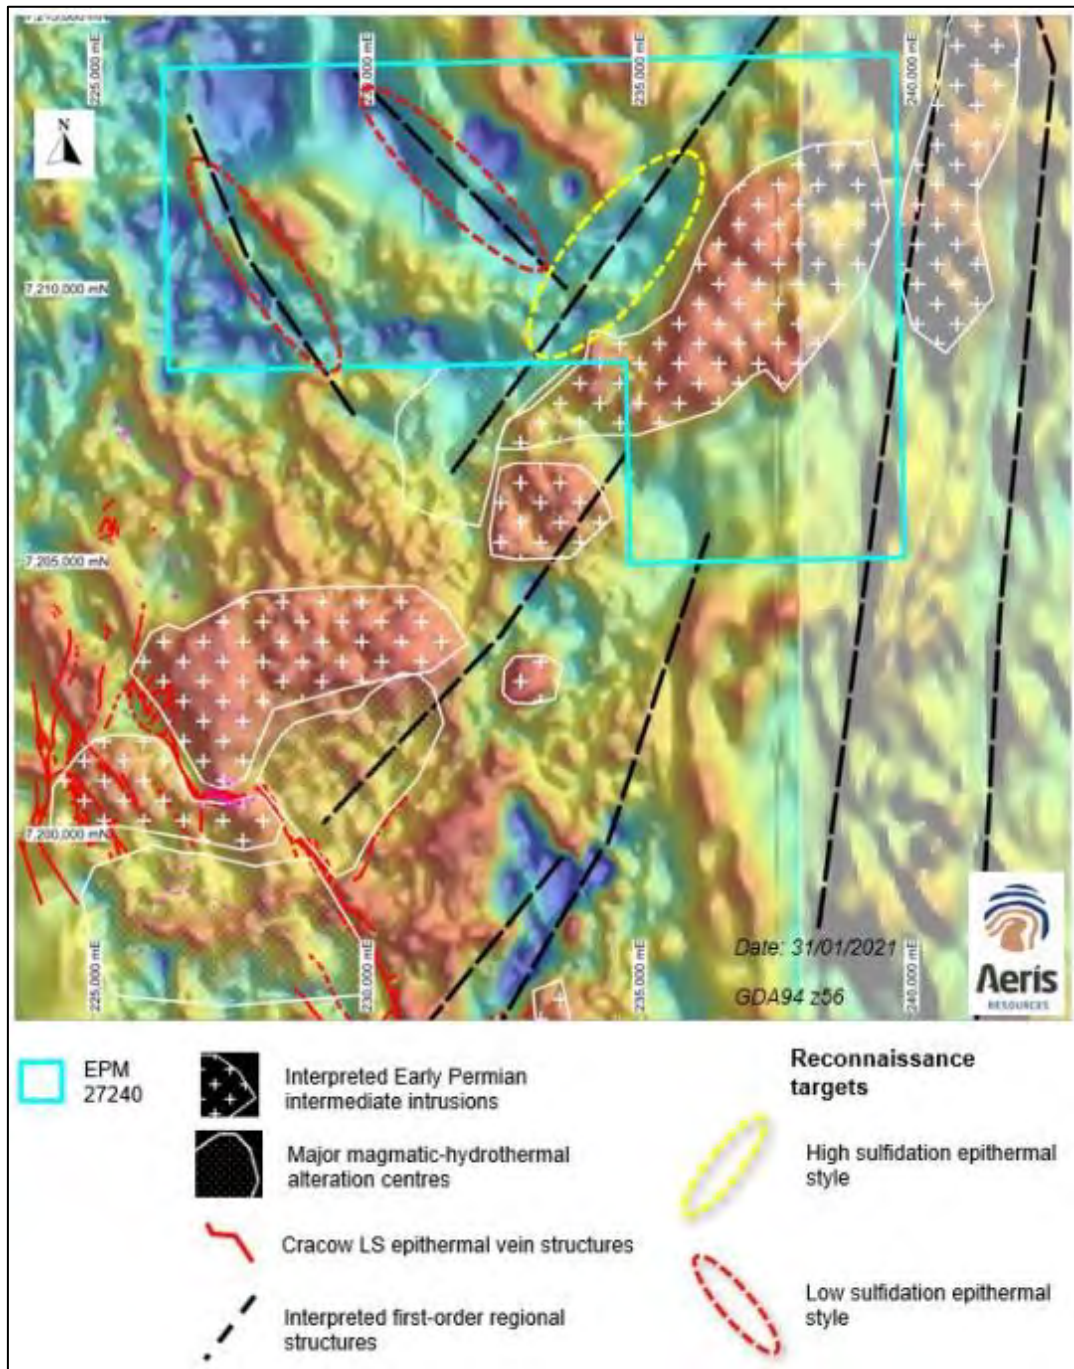 7,215,000 mN
225,000 mE
230,000 mE
235,000 mE
240,000 mE
N
7,210,000 mN
7,205,000 mN
7,200,000 mN
225,000 mE
230,000 mE
235,000 mE
240,000 mE
Date: 31/01/2021
GDA94 z56
Aeris
RESOURCES
EPM
27240
Interpreted Early Permian
intermediate intrusions
Major magmatic-hydrothermal
alteration centres
Cracow LS epithermal vein structures
Interpreted first-order regional
structures
Reconnaissance
targets
High sulfidation epithermal
style
Low sulfidation epithermal
style